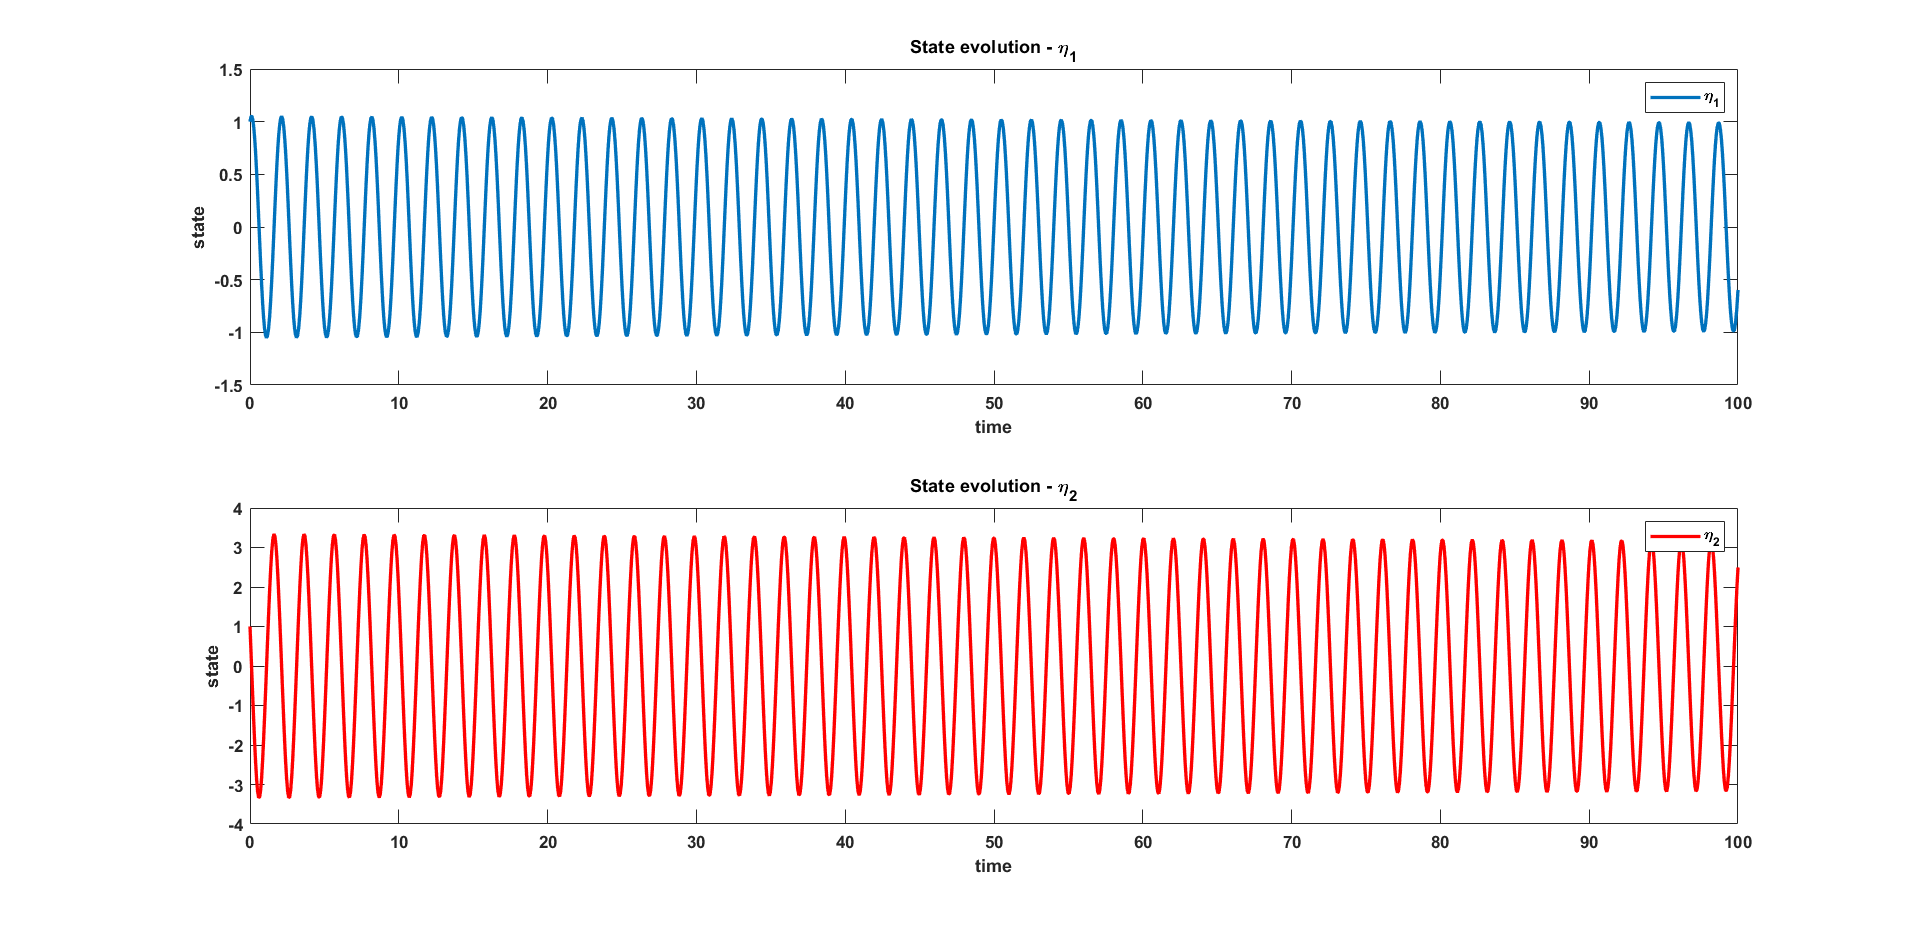 State evolution - η₁
1.5
1
0.5
0
-0.5
-1
-1.5
state
η₁
0 10 20 30 40 50 60 70 80 90 100
time
State evolution - η₂
4
3
2
1
0
-1
-2
-3
-4
state
η₂
0 10 20 30 40 50 60 70 80 90 100
time